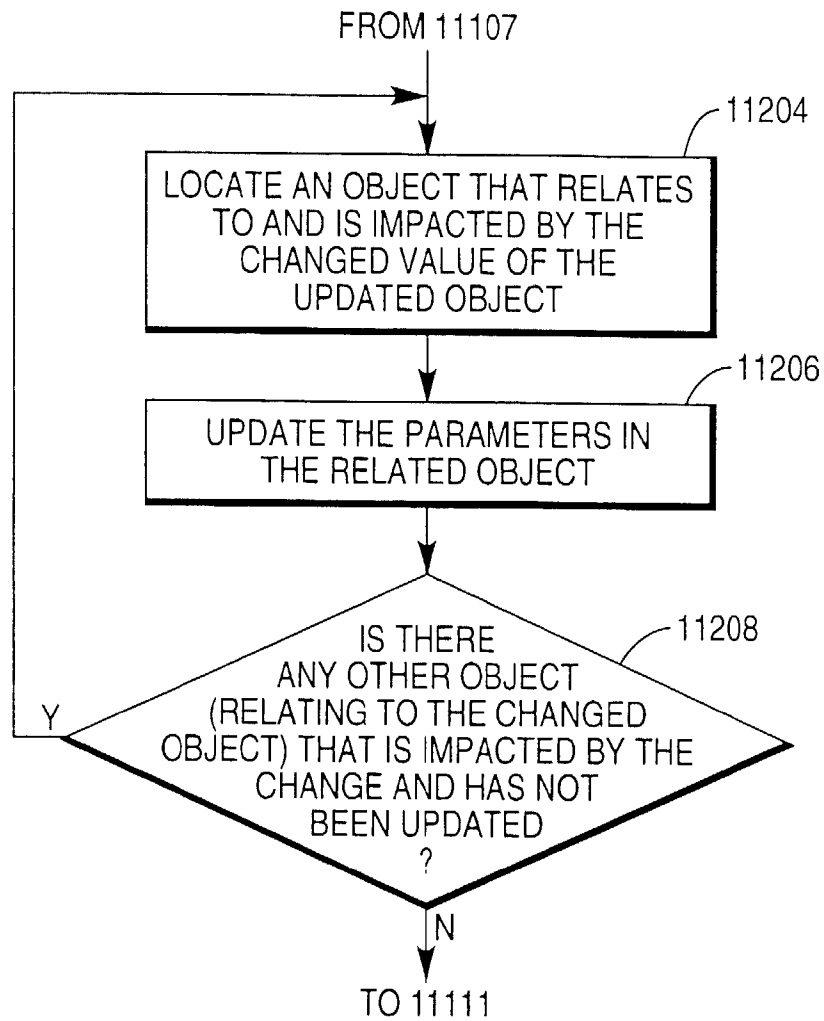 FROM 11107
11204
LOCATE AN OBJECT THAT RELATES
TO AND IS IMPACTED BY THE
CHANGED VALUE OF THE
UPDATED OBJECT
11206
UPDATE THE PARAMETERS IN
THE RELATED OBJECT
11208
IS THERE
ANY OTHER OBJECT
(RELATING TO THE CHANGED
OBJECT) THAT IS IMPACTED BY THE
CHANGE AND HAS NOT
BEEN UPDATED
?
Y
N
TO 11111